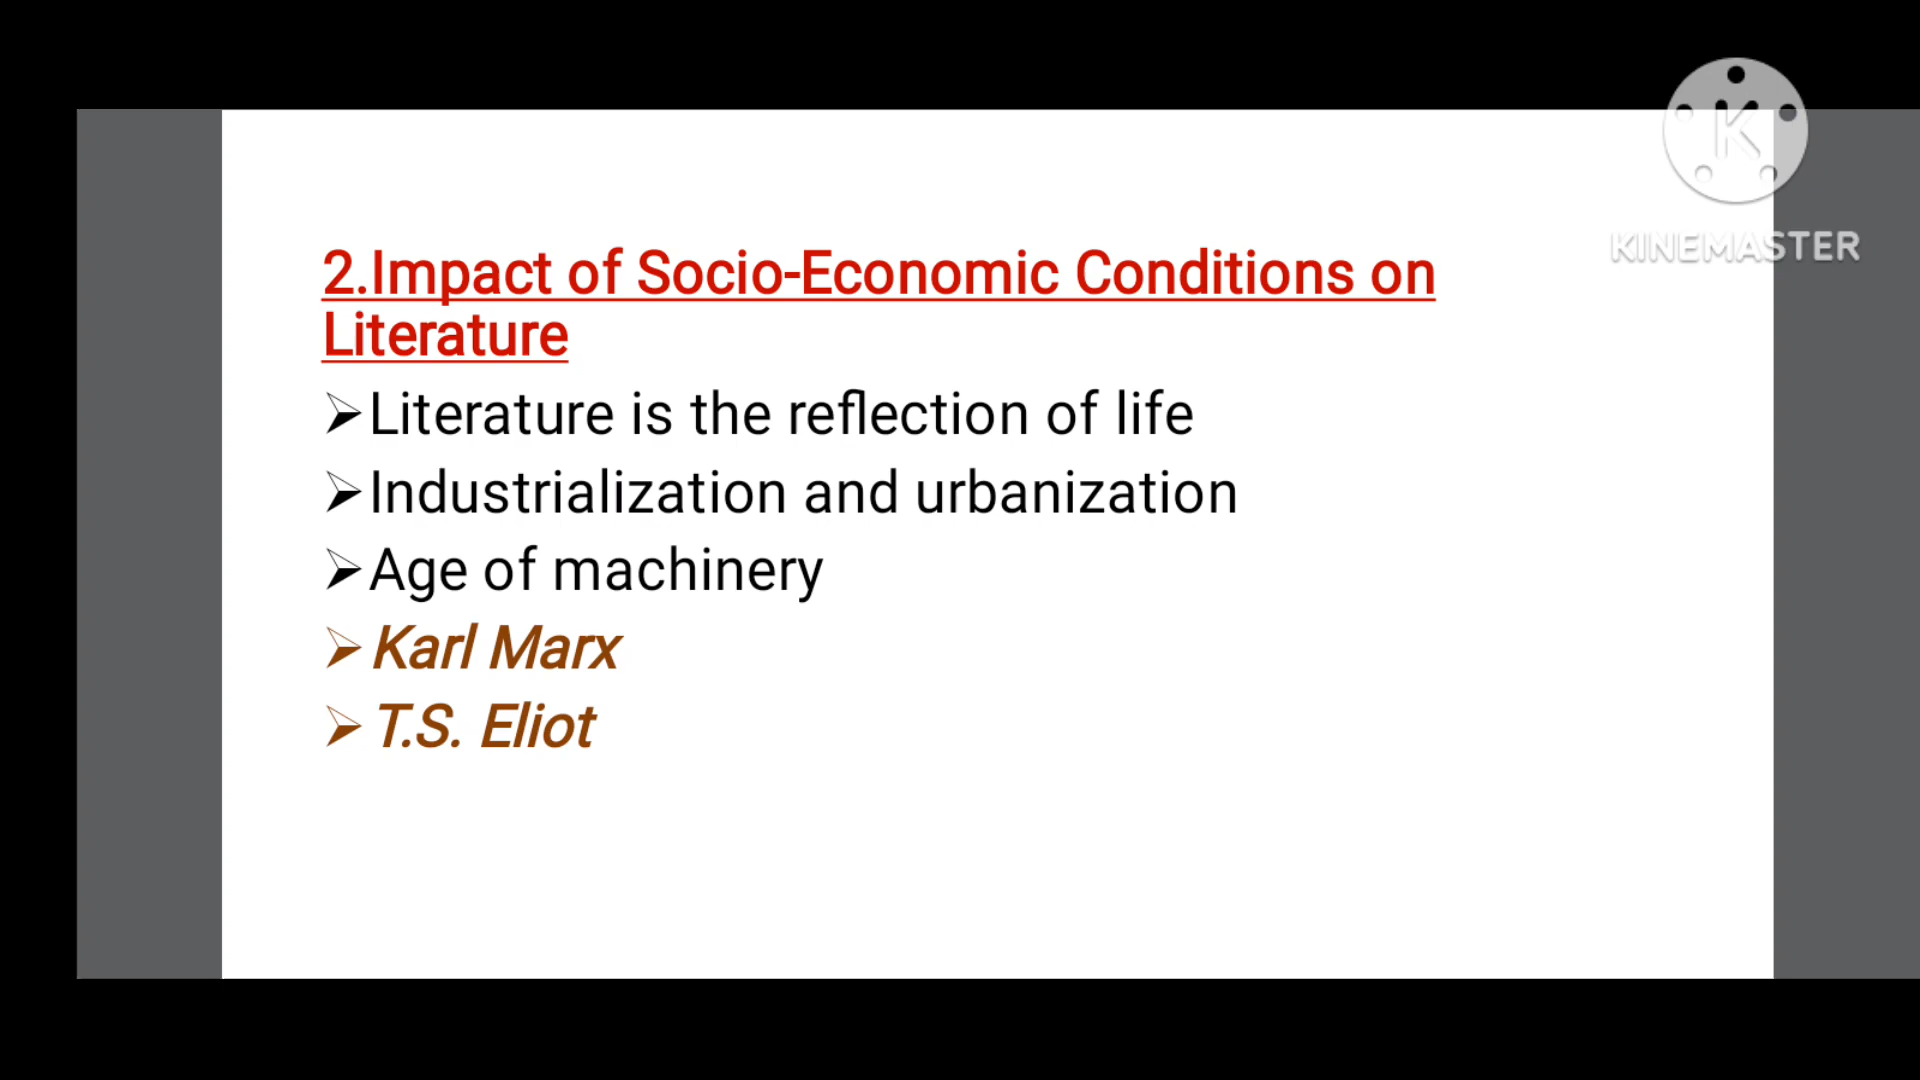 K
KINEMASTER
2.Impact of Socio-Economic Conditions on
Literature
➢Literature is the reflection of life
➢Industrialization and urbanization
➢Age of machinery
➢Karl Marx
➢T.S. Eliot